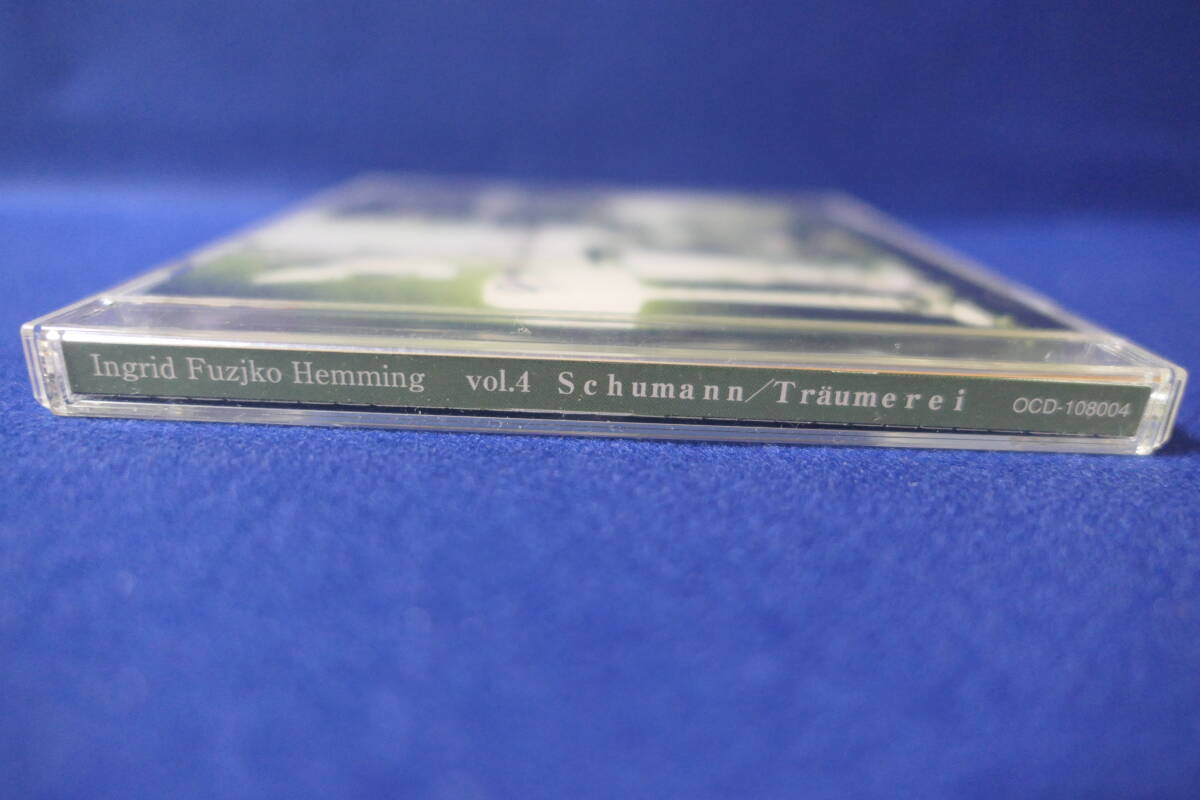 Ingrid Fuzjko Hemming vol.4 Schumann/Träumerei OCD-108004